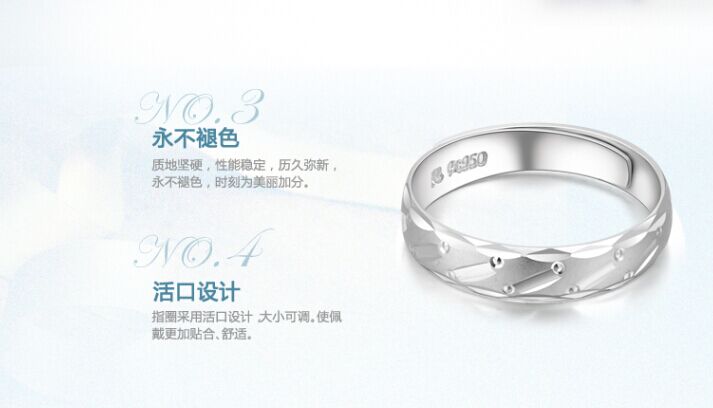 NO.3
永不褪色
质地坚硬，性能稳定，历久弥新，
永不褪色，时刻为美丽加分。
NO.4
活口设计
指圈采用活口设计,大小可调。使佩
戴更加贴合、舒适。
Pt950